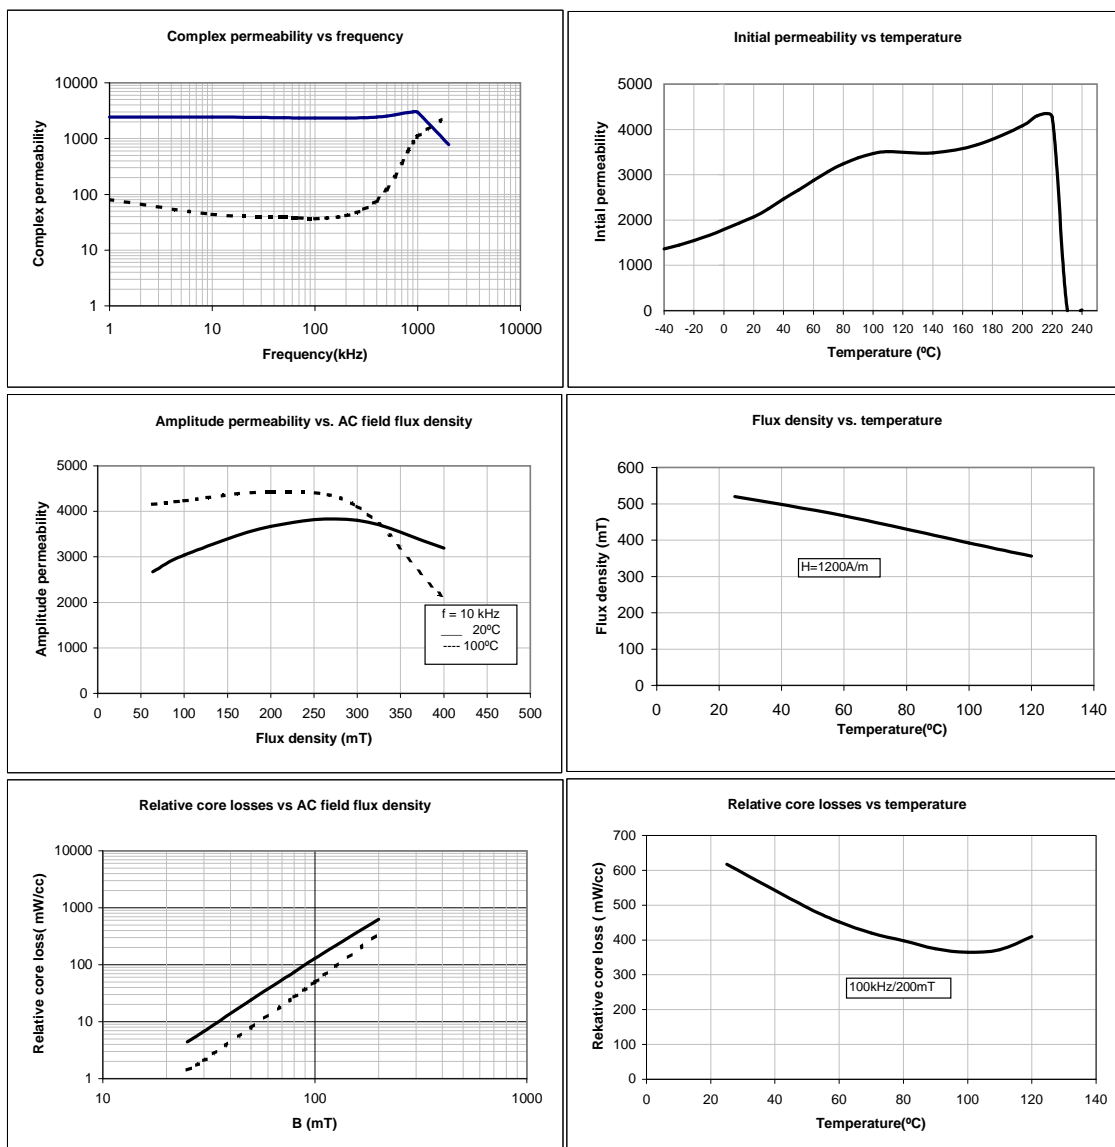 Complex permeability vs frequency
10000
1000
100
10
1
1 10 100 1000 10000
Complex permeability
Frequency(kHz)
Initial permeability vs temperature
5000
4000
3000
2000
1000
0
-40 -20 0 20 40 60 80 100 120 140 160 180 200 220 240
Intial permeability
Temperature (ºC)
Amplitude permeability vs. AC field flux density
5000
4000
3000
2000
1000
0
0 50 100 150 200 250 300 350 400 450 500
Amplitude permeability
Flux density (mT)
f = 10 kHz
___ 20ºC
---- 100ºC
Flux density vs. temperature
600
500
400
300
200
100
0
0 20 40 60 80 100 120 140
Flux density (mT)
Temperature(ºC)
H=1200A/m
Relative core losses vs AC field flux density
10000
1000
100
10
1
10 100 1000
Relative core loss( mW/cc)
B (mT)
Relative core losses vs temperature
700
600
500
400
300
200
100
0
0 20 40 60 80 100 120 140
Rekative core loss ( mW/cc)
Temperature(ºC)
100kHz/200mT